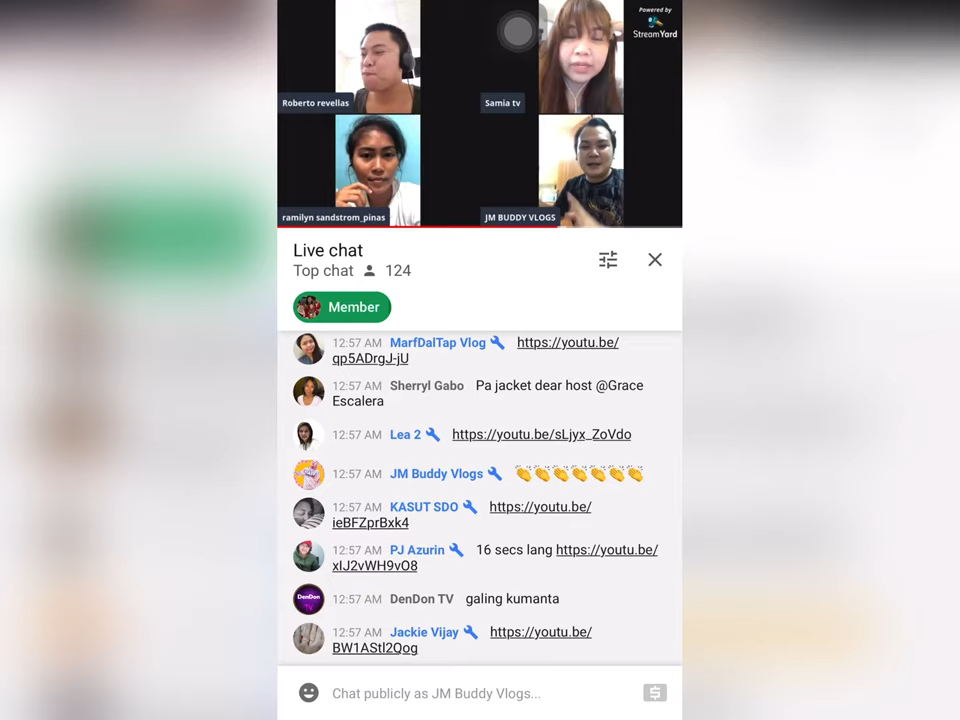 Powered by
StreamYard
Roberto revellas
Samia tv
ramilyn sandstrom_pinas
JM BUDDY VLOGS
Live chat
Top chat 124
Member
12:57 AM MarfDalTap Vlog https://youtu.be/
qp5ADrgJ-jU
12:57 AM Sherryl Gabo Pa jacket dear host @Grace
Escalera
12:57 AM Lea 2 https://youtu.be/sLjyx_ZoVdo
12:57 AM JM Buddy Vlogs 👏👏👏👏👏👏👏
12:57 AM KASUT SDO https://youtu.be/
ieBFZprBxk4
12:57 AM PJ Azurin 16 secs lang https://youtu.be/
xIJ2vWH9vO8
DenDon
TV
12:57 AM DenDon TV galing kumanta
12:57 AM Jackie Vijay https://youtu.be/
BW1AStl2Qog
Chat publicly as JM Buddy Vlogs...